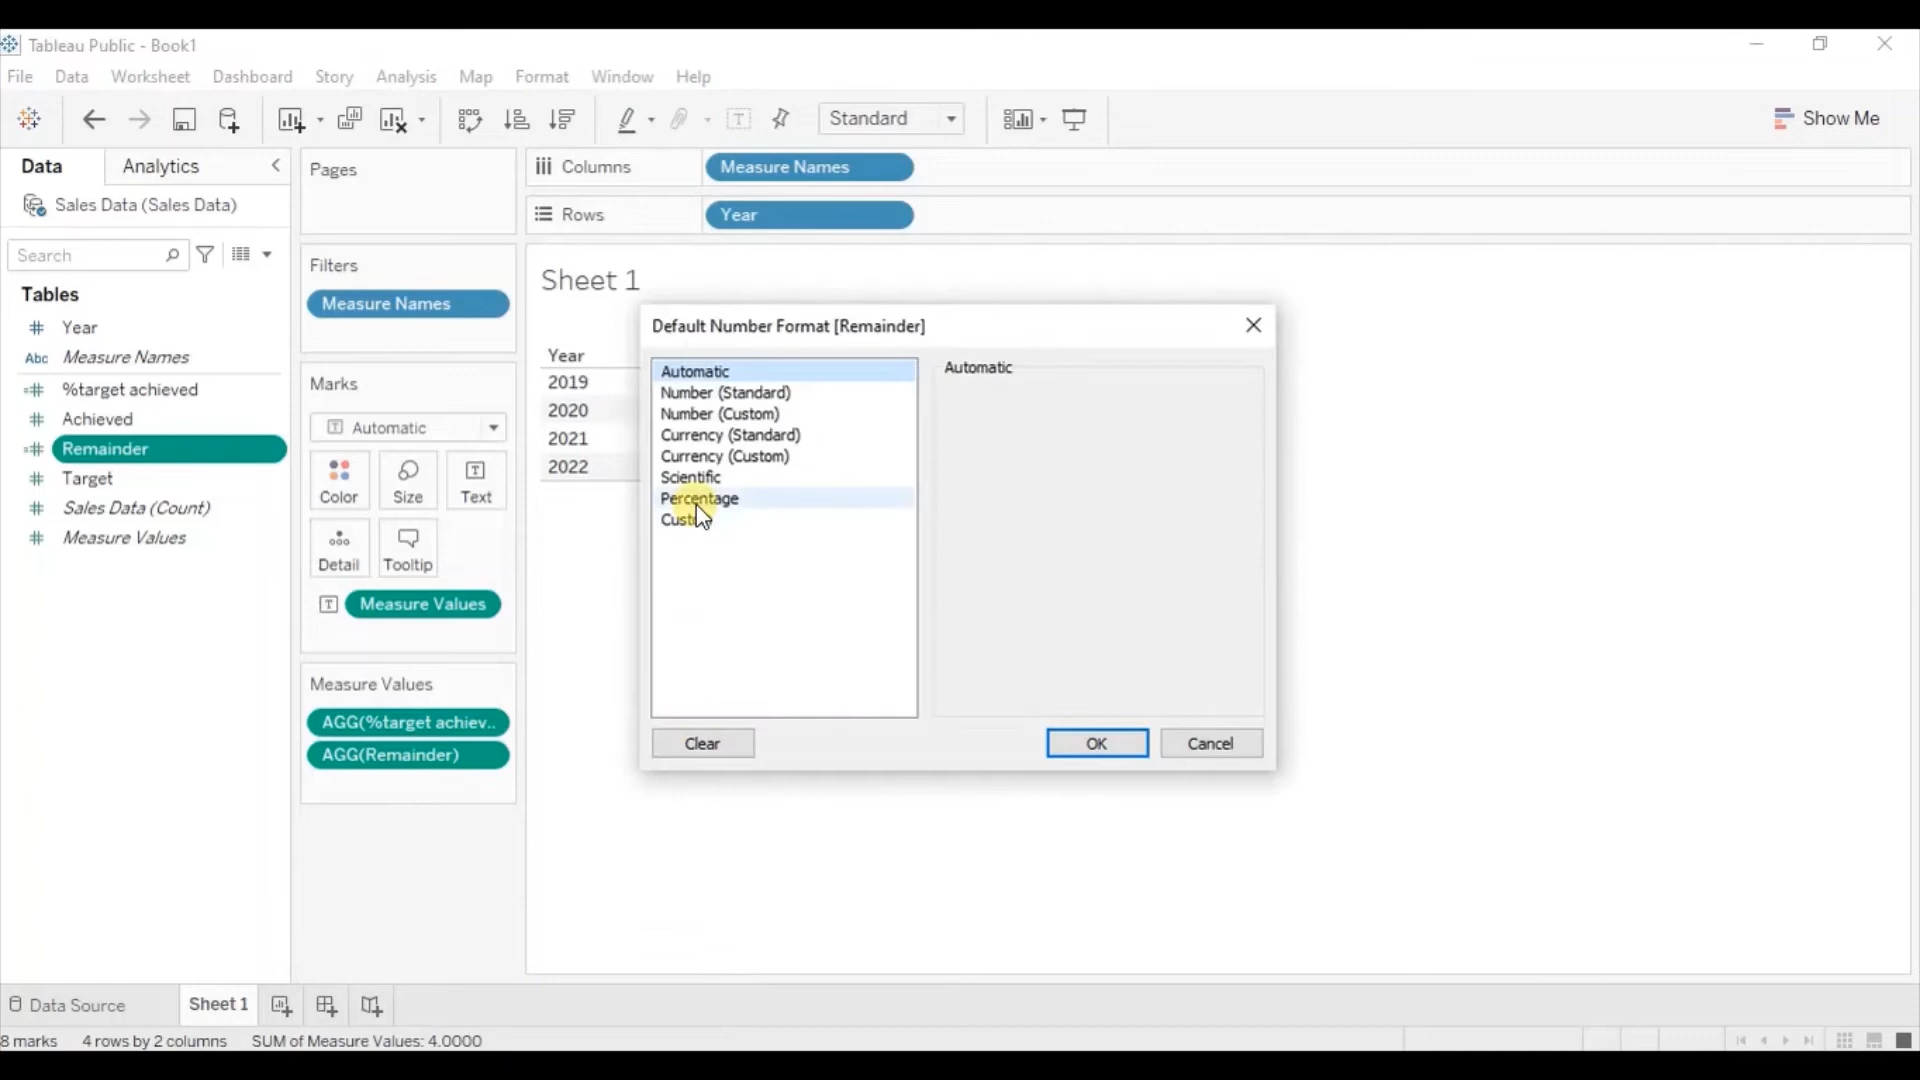 Tableau Public - Book1
File Data Worksheet Dashboard Story Analysis Map Format Window Help
Standard
Show Me
Data Analytics
Sales Data (Sales Data)
Search
Tables
# Year
Abc Measure Names
=# %target achieved
# Achieved
=# Remainder
# Target
# Sales Data (Count)
# Measure Values
Pages
Filters
Measure Names
Marks
Automatic
Color Size Text
Detail Tooltip
Measure Values
Measure Values
AGG(%target achiev..
AGG(Remainder)
Columns Measure Names
Rows Year
Sheet 1
Year
2019
2020
2021
2022
Default Number Format [Remainder]
Automatic
Number (Standard)
Number (Custom)
Currency (Standard)
Currency (Custom)
Scientific
Percentage
Automatic
Clear OK Cancel
Data Source Sheet 1
8 marks 4 rows by 2 columns SUM of Measure Values: 4.0000